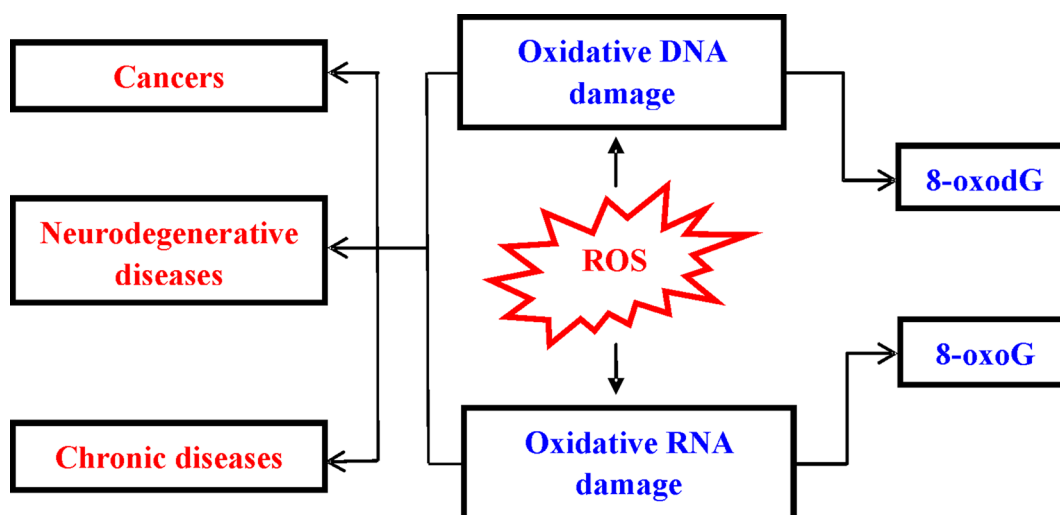 Cancers
Neurodegenerative
diseases
Chronic diseases
Oxidative DNA
damage
ROS
Oxidative RNA
damage
8-oxodG
8-oxoG